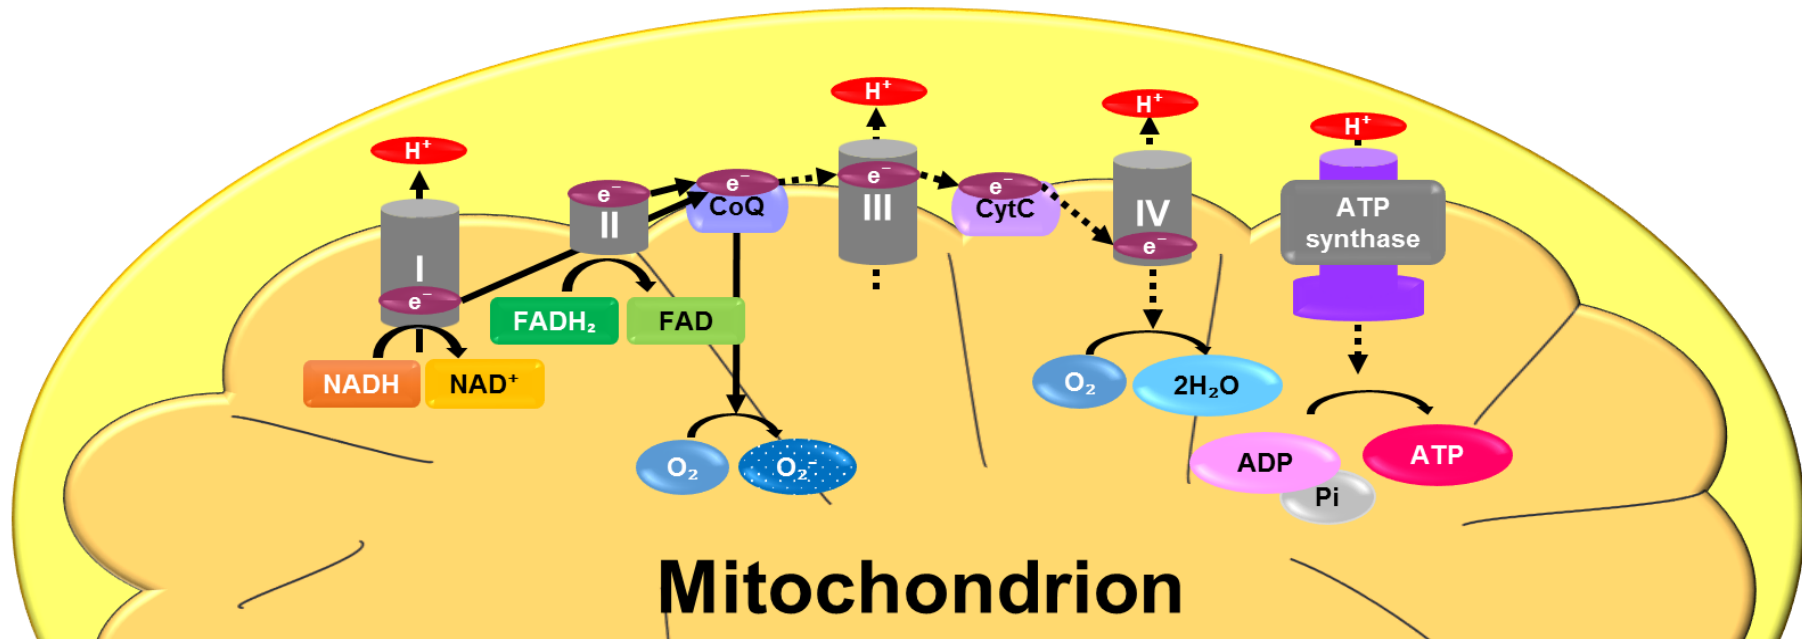 H⁺
H⁺
H⁺
H⁺
e⁻
e⁻
e⁻
e⁻
e⁻
e⁻
I
II
CoQ
III
CytC
IV
ATP
synthase
FADH₂
FAD
NADH
NAD⁺
O₂
2H₂O
O₂
O₂⁻
ADP
Pi
ATP
Mitochondrion